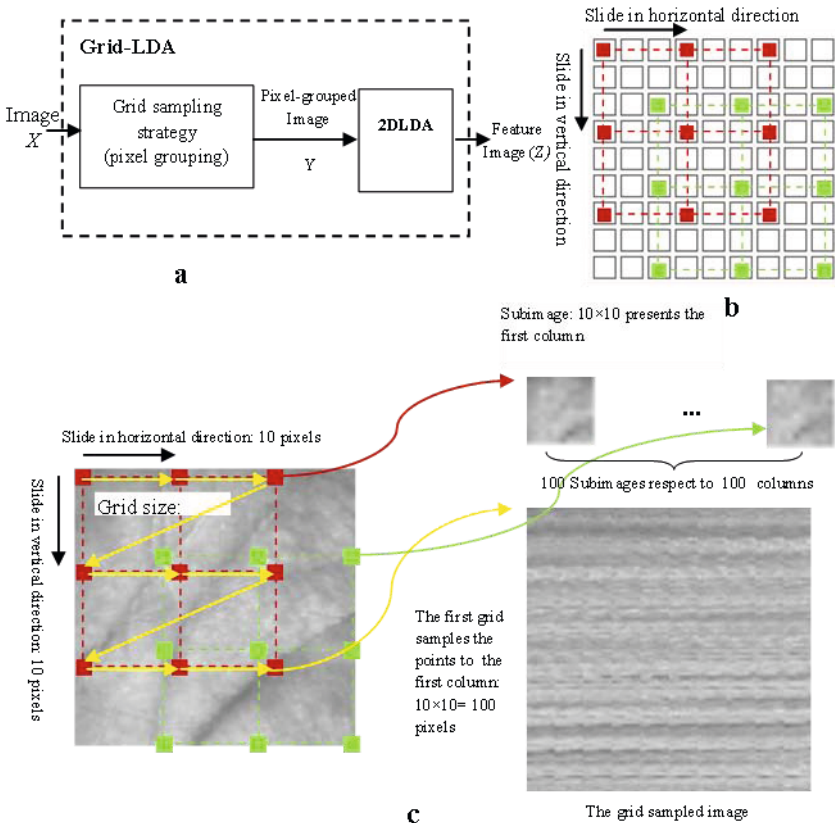 Grid-LDA
Image
X
Grid sampling
strategy
(pixel grouping)
Pixel-grouped
Image
Y
2DLDA
Feature
Image (Z)
a
Slide in horizontal direction
Slide in vertical direction
b
Subimage: 10×10 presents the
first column
...
100 Subimages respect to 100 columns
Slide in horizontal direction: 10 pixels
Slide in vertical direction: 10 pixels
Grid size:
The first grid
samples the
points to the
first column:
10×10= 100
pixels
The grid sampled image
c